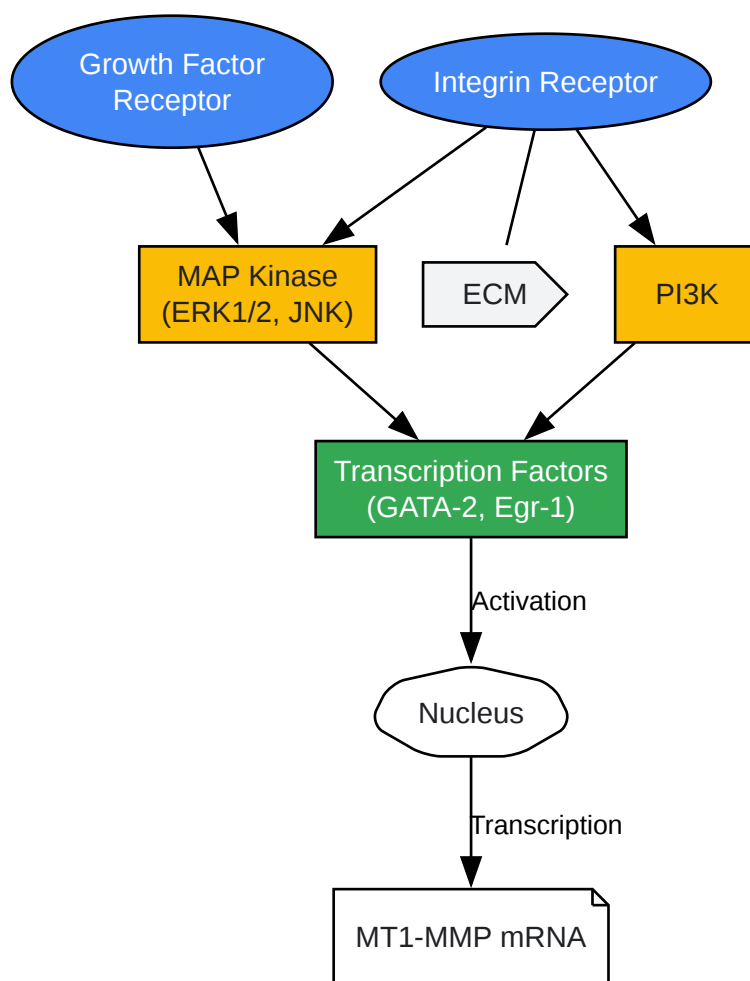 Growth Factor
Receptor
Integrin Receptor
MAP Kinase
(ERK1/2, JNK)
ECM
PI3K
Transcription Factors
(GATA-2, Egr-1)
Activation
Nucleus
Transcription
MT1-MMP mRNA